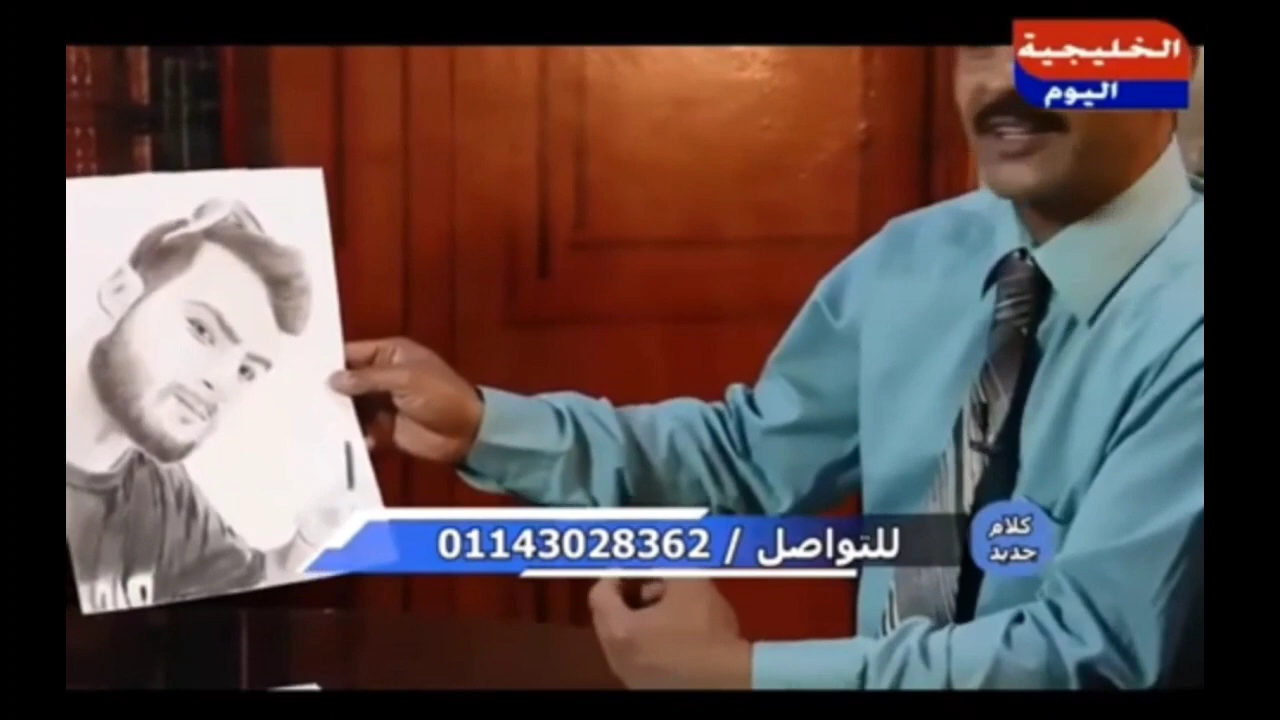 الخليجية
اليوم
للتواصل / 01143028362
كلام
جديد